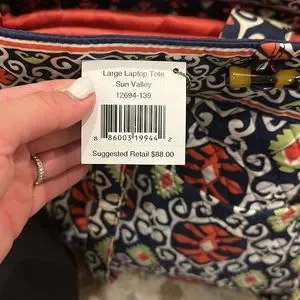 Large Laptop Tote
Sun Valley
12694-139
8 86003 19944 2
Suggested Retail $88.00